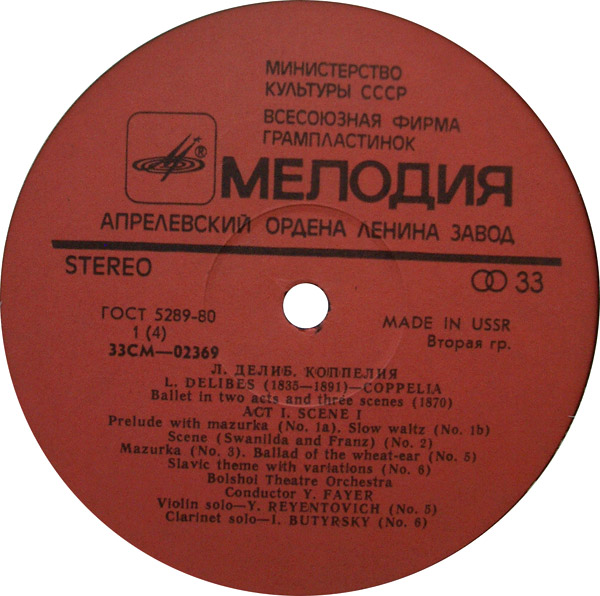 МИНИСТЕРСТВО
КУЛЬТУРЫ СССР
ВСЕСОЮЗНАЯ ФИРМА
ГРАМПЛАСТИНОК
®
МЕЛОДИЯ
АПРЕЛЕВСКИЙ ОРДЕНА ЛЕНИНА ЗАВОД
STEREO
33
ГОСТ 5289-80
1 (4)
33СМ—02369
MADE IN USSR
Вторая гр.
Л. ДЕЛИБ. КОППЕЛИЯ
L. DELIBES (1835—1891)—COPPELIA
Ballet in two acts and three scenes (1870)
ACT I. SCENE I
Prelude with mazurka (No. 1a). Slow waltz (No. 1b)
Scene (Swanilda and Franz) (No. 2)
Mazurka (No. 3). Ballad of the wheat-ear (No. 5)
Slavic theme with variations (No. 6)
Bolshoi Theatre Orchestra
Conductor Y. FAYER
Violin solo—Y. REYENTOVICH (No. 5)
Clarinet solo—I. BUTYRSKY (No. 6)